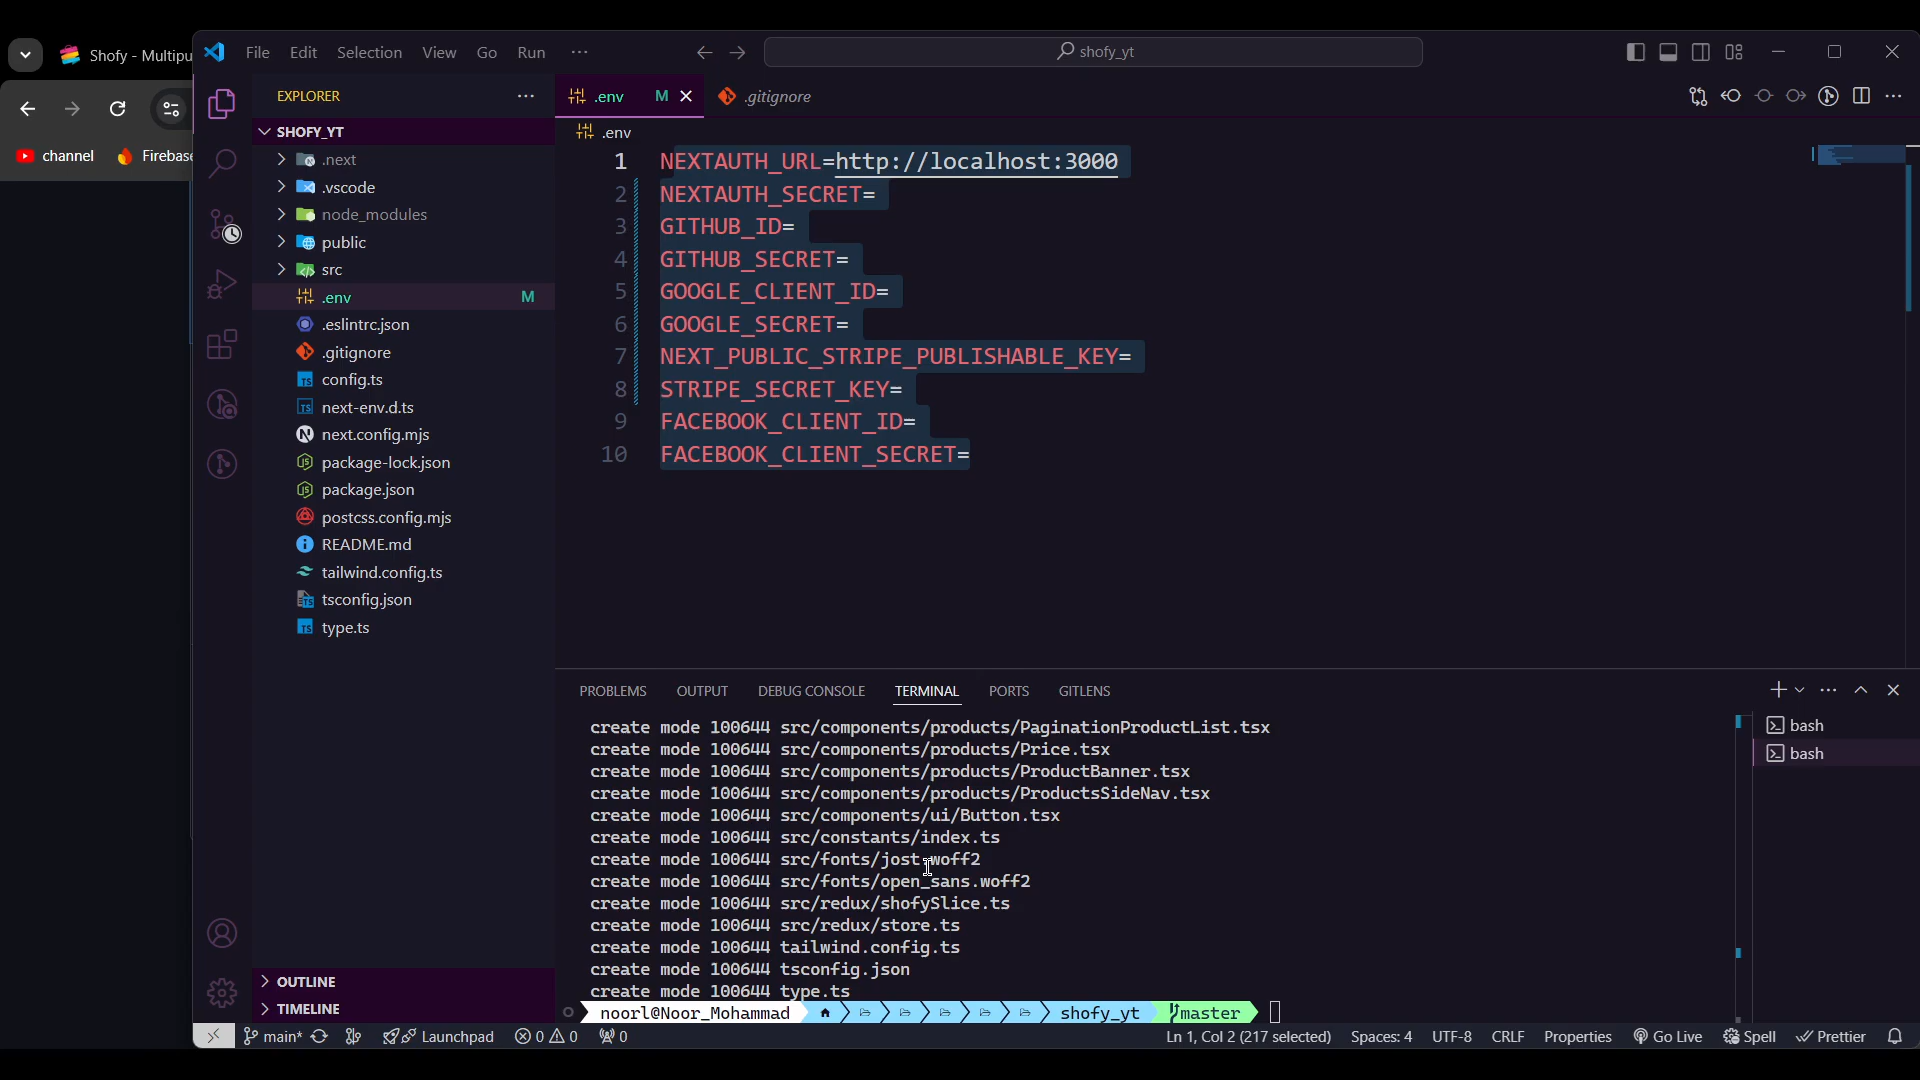 Shofy - Multipu
File Edit Selection View Go Run ···
shofy_yt
channel
Firebase
EXPLORER
SHOFY_YT
.next
.vscode
node_modules
public
src
.env M
.eslintrc.json
.gitignore
config.ts
next-env.d.ts
next.config.mjs
package-lock.json
package.json
postcss.config.mjs
README.md
tailwind.config.ts
tsconfig.json
type.ts
OUTLINE
TIMELINE
.env M
.gitignore
.env
1 NEXTAUTH_URL=http://localhost:3000
2 NEXTAUTH_SECRET=
3 GITHUB_ID=
4 GITHUB_SECRET=
5 GOOGLE_CLIENT_ID=
6 GOOGLE_SECRET=
7 NEXT_PUBLIC_STRIPE_PUBLISHABLE_KEY=
8 STRIPE_SECRET_KEY=
9 FACEBOOK_CLIENT_ID=
10 FACEBOOK_CLIENT_SECRET=
PROBLEMS OUTPUT DEBUG CONSOLE TERMINAL PORTS GITLENS
create mode 100644 src/components/products/PaginationProductList.tsx
create mode 100644 src/components/products/Price.tsx
create mode 100644 src/components/products/ProductBanner.tsx
create mode 100644 src/components/products/ProductsSideNav.tsx
create mode 100644 src/components/ui/Button.tsx
create mode 100644 src/constants/index.ts
create mode 100644 src/fonts/jost.woff2
create mode 100644 src/fonts/open_sans.woff2
create mode 100644 src/redux/shofySlice.ts
create mode 100644 src/redux/store.ts
create mode 100644 tailwind.config.ts
create mode 100644 tsconfig.json
create mode 100644 type.ts
noorl@Noor_Mohammad shofy_yt master
bash
bash
main* Launchpad 0 0 0 Ln 1, Col 2 (217 selected) Spaces: 4 UTF-8 CRLF Properties Go Live Spell Prettier